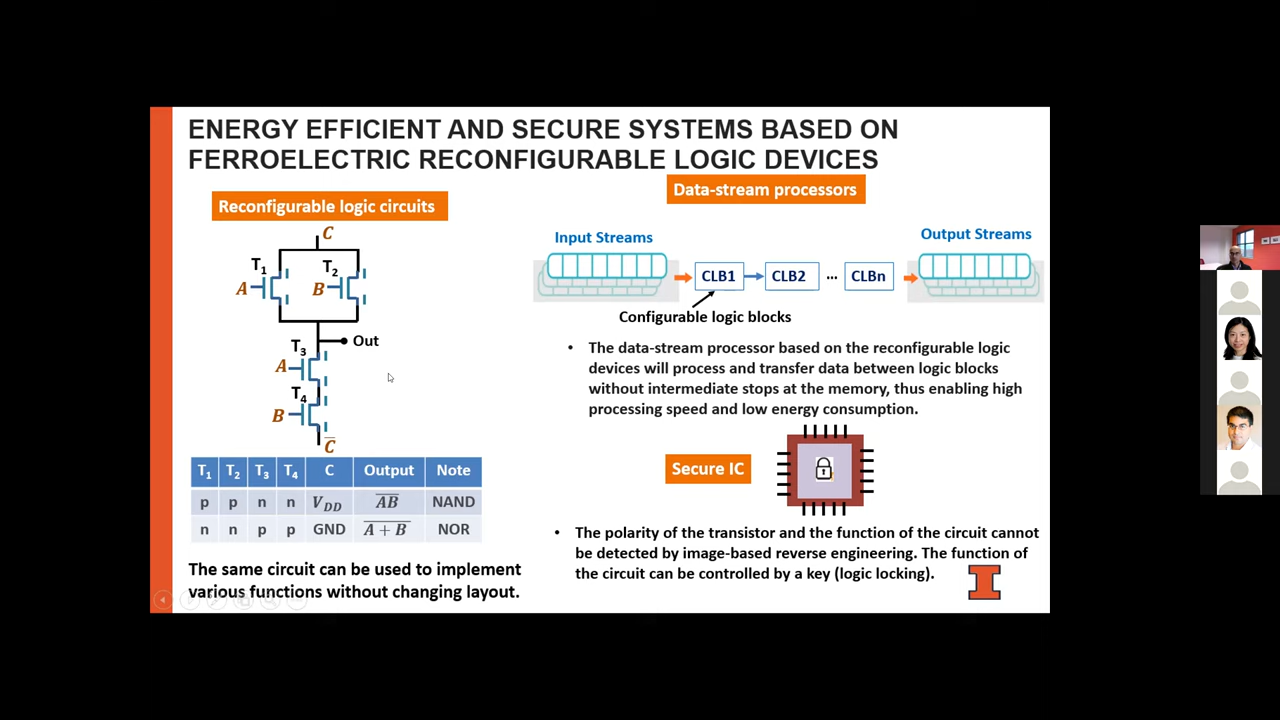 ENERGY EFFICIENT AND SECURE SYSTEMS BASED ON
FERROELECTRIC RECONFIGURABLE LOGIC DEVICES
Reconfigurable logic circuits
C
T1
T2
A
B
Out
T3
A
T4
B
C̅
T1 T2 T3 T4 C Output Note
p p n n VDD A̅B̅ NAND
n n p p GND A̅ ̅+̅ ̅B̅ NOR
The same circuit can be used to implement
various functions without changing layout.
Data-stream processors
Input Streams
Output Streams
CLB1 CLB2 ... CLBn
Configurable logic blocks
• The data-stream processor based on the reconfigurable logic
devices will process and transfer data between logic blocks
without intermediate stops at the memory, thus enabling high
processing speed and low energy consumption.
Secure IC
• The polarity of the transistor and the function of the circuit cannot
be detected by image-based reverse engineering. The function of
the circuit can be controlled by a key (logic locking).